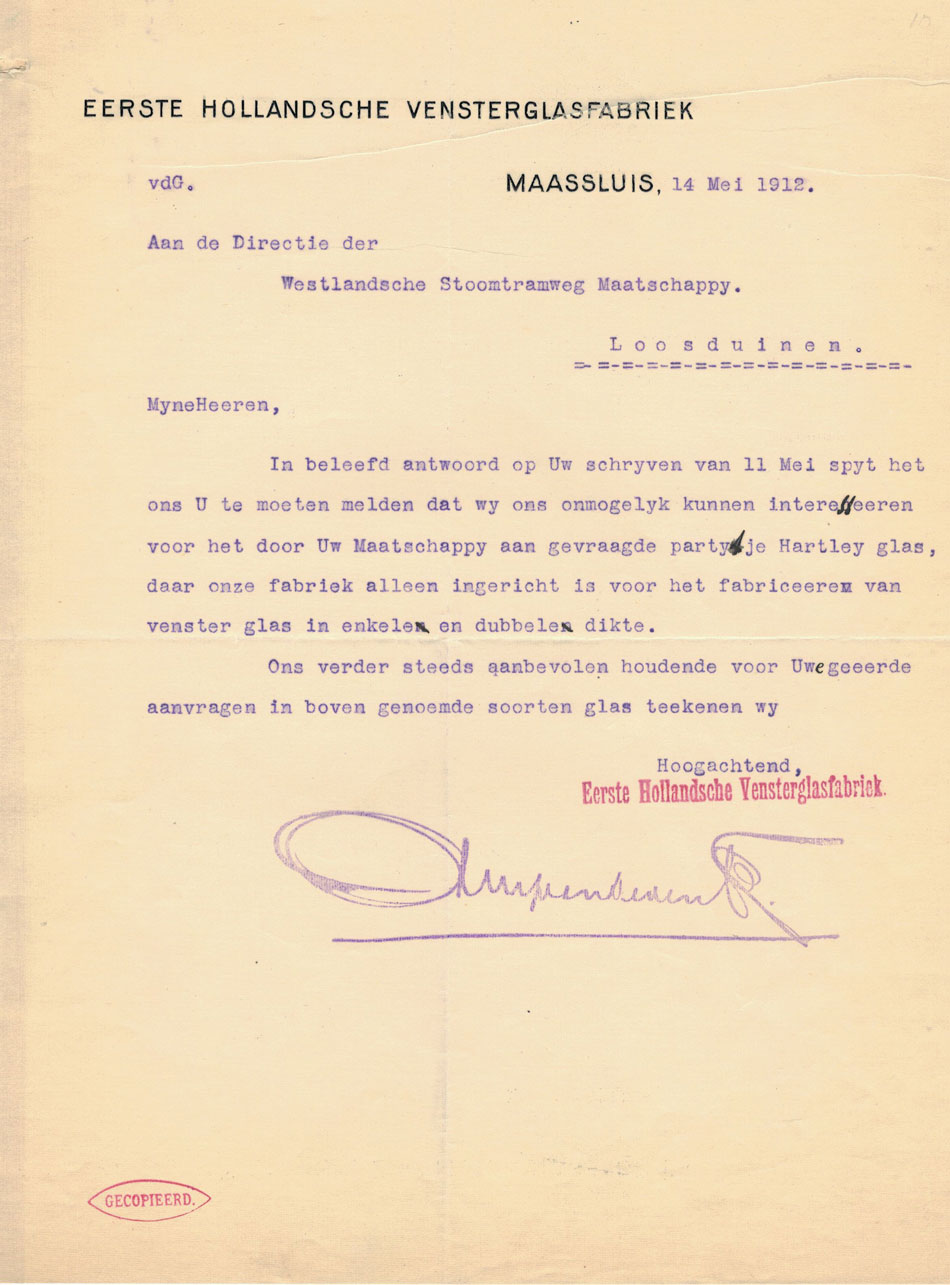 EERSTE HOLLANDSCHE VENSTERGLASFABRIEK
vdG. MAASSLUIS, 14 Mei 1912.
Aan de Directie der
Westlandsche Stoomtramweg Maatschappy.
Loosduinen.
=-=-=-=-=-=-=-=-=-=-=-=-=-=-
MyneHeeren,
In beleefd antwoord op Uw schryven van 11 Mei spyt het
ons U te moeten melden dat wy ons onmogelyk kunnen interesseeren
voor het door Uw Maatschappy aan gevraagde partytje Hartley glas,
daar onze fabriek alleen ingericht is voor het fabriceeren van
venster glas in enkelen en dubbelen dikte.
Ons verder steeds aanbevolen houdende voor Uwe geeerde
aanvragen in boven genoemde soorten glas teekenen wy
Hoogachtend,
Eerste Hollandsche Vensterglasfabriek.
GECOPIEERD.